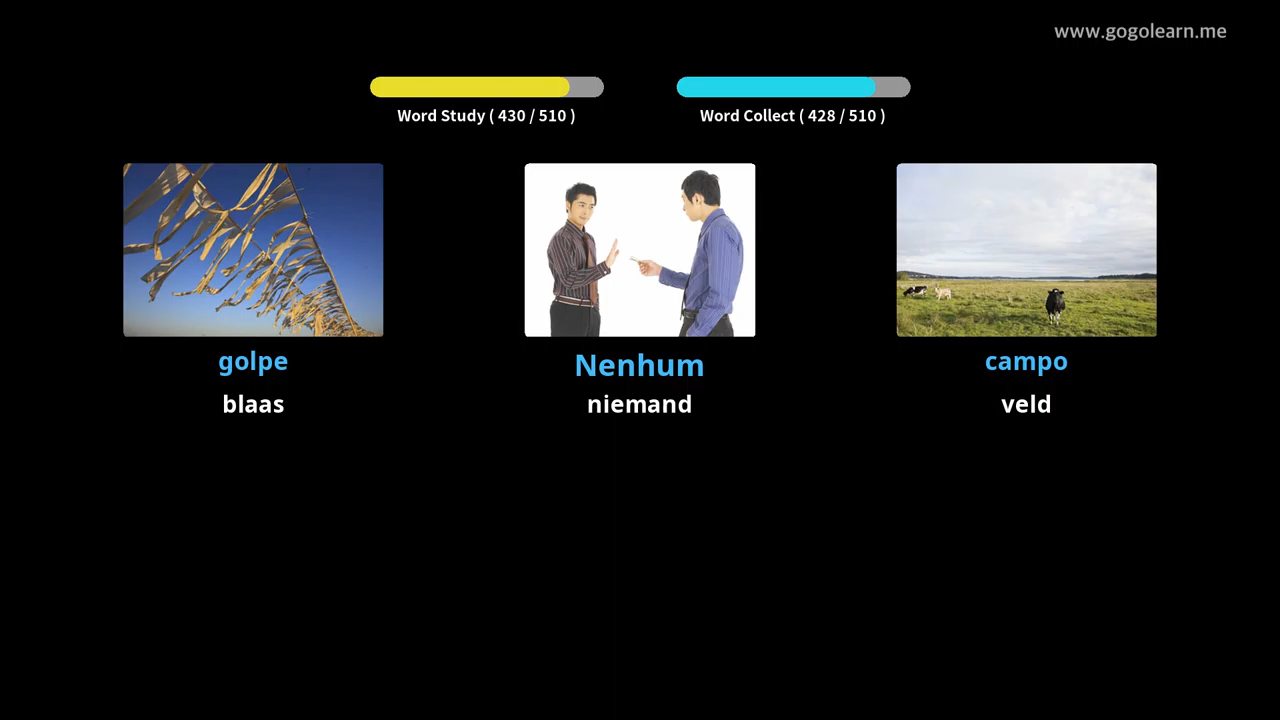 www.gogolearn.me
Word Study ( 430 / 510 )
Word Collect ( 428 / 510 )
golpe
Nenhum
campo
blaas
niemand
veld